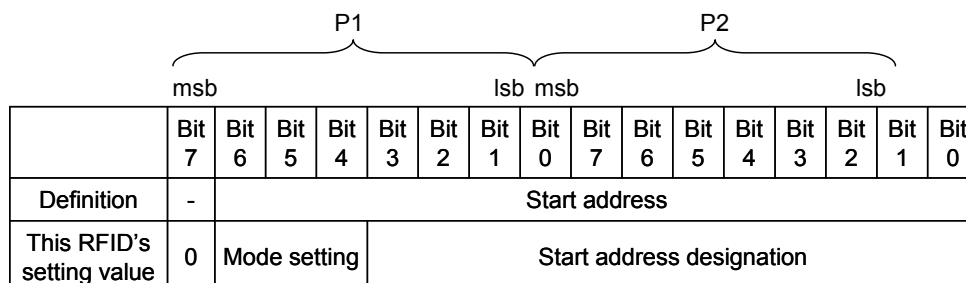 P1 P2
msb lsb msb lsb
Bit 7 Bit 6 Bit 5 Bit 4 Bit 3 Bit 2 Bit 1 Bit 0 Bit 7 Bit 6 Bit 5 Bit 4 Bit 3 Bit 2 Bit 1 Bit 0
Definition - Start address
This RFID's setting value 0 Mode setting Start address designation